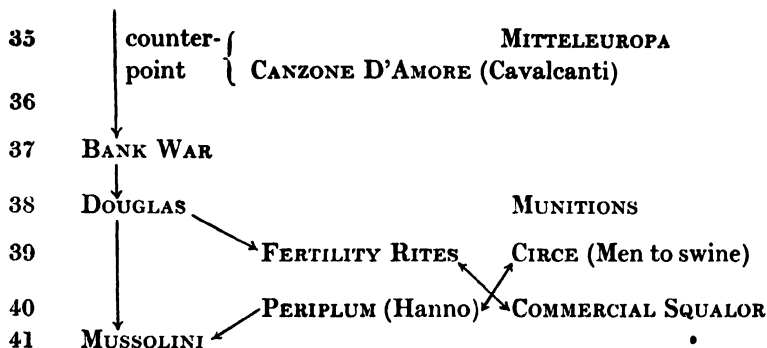 35 counter- { MITTELEUROPA
point { CANZONE D'AMORE (Cavalcanti)
36
37 BANK WAR
38 DOUGLAS MUNITIONS
39 FERTILITY RITES CIRCE (Men to swine)
40 PERIPLUM (Hanno) COMMERCIAL SQUALOR
41 MUSSOLINI